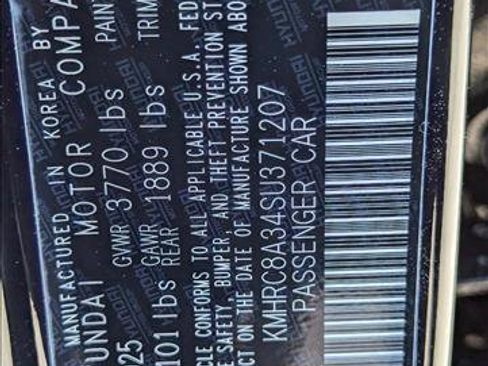 MANUFACTURED IN KOREA BY
UNDAI MOTOR COMPA
25 GVWR 3770 lbs PAIN
101 lbs GAWR REAR 1889 lbs TRIM
CLE CONFORMS TO ALL APPLICABLE U.S.A. FED
E SAFETY, BUMPER, AND THEFT PREVENTION ST
CT ON THE DATE OF MANUFACTURE SHOWN ABO
KMHRC8A34SU371207
PASSENGER CAR